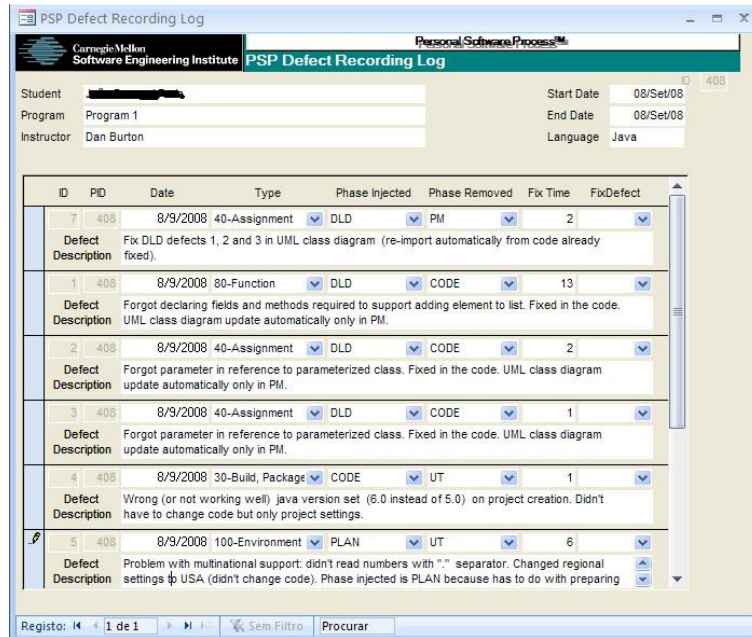 PSP Defect Recording Log
Carnegie Mellon
Software Engineering Institute
Personal Software Process℠
PSP Defect Recording Log
ID 408
Student
Start Date 08/Set/08
Program Program 1
End Date 08/Set/08
Instructor Dan Burton
Language Java
ID PID Date Type Phase Injected Phase Removed Fix Time FixDefect
7 408 8/9/2008 40-Assignment DLD PM 2
Defect Description
Fix DLD defects 1, 2 and 3 in UML class diagram (re-import automatically from code already
fixed).
1 408 8/9/2008 80-Function DLD CODE 13
Defect Description
Forgot declaring fields and methods required to support adding element to list. Fixed in the code.
UML class diagram update automatically only in PM.
2 408 8/9/2008 40-Assignment DLD CODE 2
Defect Description
Forgot parameter in reference to parameterized class. Fixed in the code. UML class diagram
update automatically only in PM.
3 408 8/9/2008 40-Assignment DLD CODE 1
Defect Description
Forgot parameter in reference to parameterized class. Fixed in the code. UML class diagram
update automatically only in PM.
4 408 8/9/2008 30-Build, Package CODE UT 1
Defect Description
Wrong (or not working well) java version set (6.0 instead of 5.0) on project creation. Didn't
have to change code but only project settings.
5 408 8/9/2008 100-Environment PLAN UT 6
Defect Description
Problem with multinational support: didn't read numbers with "." separator. Changed regional
settings to USA (didn't change code). Phase injected is PLAN because has to do with preparing
Registo: 1 de 1 Sem Filtro Procurar